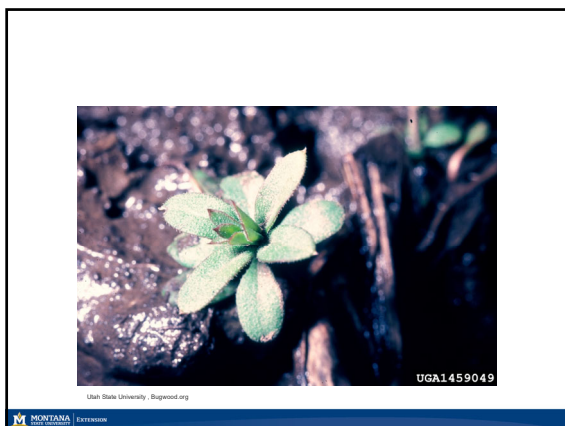 UGA1459049
Utah State University , Bugwood.org
MONTANA
STATE UNIVERSITY
EXTENSION